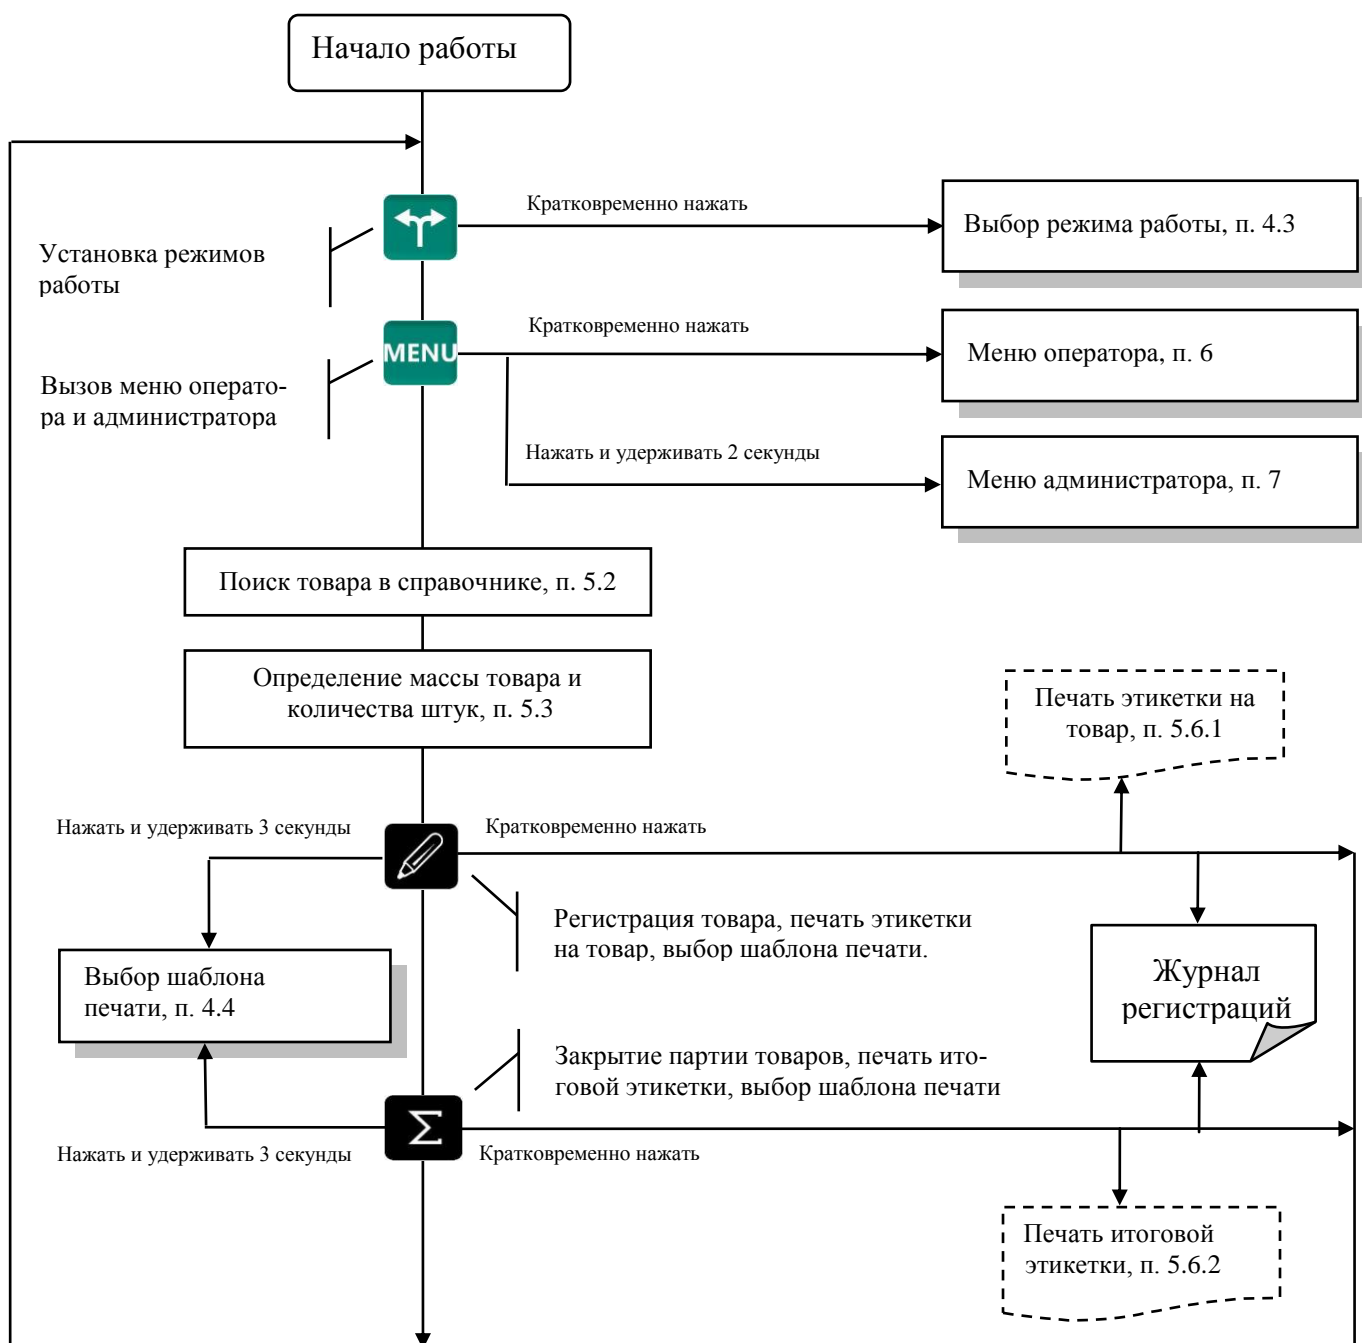 Начало работы
Кратковременно нажать
Выбор режима работы, п. 4.3
Установка режимов
работы
Кратковременно нажать
MENU
Меню оператора, п. 6
Вызов меню операто-
ра и администратора
Нажать и удерживать 2 секунды
Меню администратора, п. 7
Поиск товара в справочнике, п. 5.2
Определение массы товара и
количества штук, п. 5.3
Печать этикетки на
товар, п. 5.6.1
Нажать и удерживать 3 секунды
Кратковременно нажать
Регистрация товара, печать этикетки
на товар, выбор шаблона печати.
Выбор шаблона
печати, п. 4.4
Журнал
регистраций
Закрытие партии товаров, печать ито-
говой этикетки, выбор шаблона печати
Σ
Нажать и удерживать 3 секунды
Кратковременно нажать
Печать итоговой
этикетки, п. 5.6.2